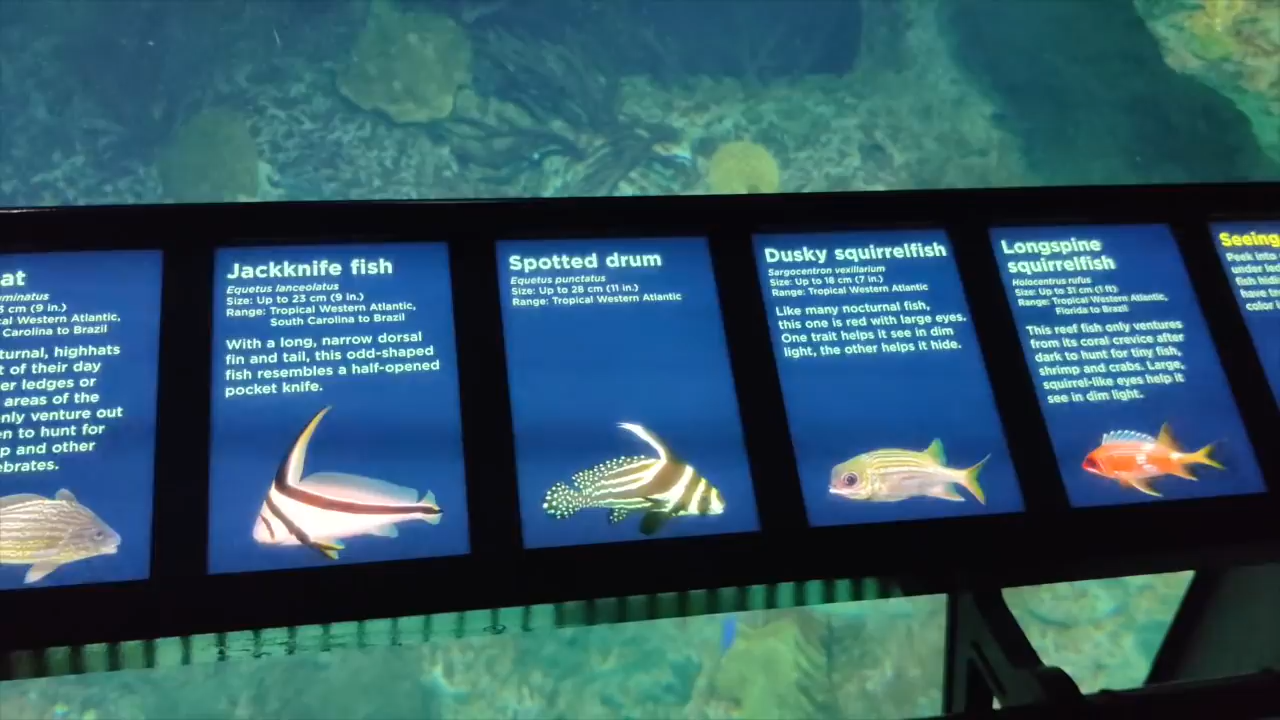 at
minatus
cm (9 in.)
cal Western Atlantic,
Carolina to Brazil
turnal, highhats
t of their day
er ledges or
areas of the
only venture out
en to hunt for
p and other
ebrates.
Jackknife fish
Equetus lanceolatus
Size: Up to 23 cm (9 in.)
Range: Tropical Western Atlantic,
South Carolina to Brazil
With a long, narrow dorsal
fin and tail, this odd-shaped
fish resembles a half-opened
pocket knife.
Spotted drum
Equetus punctatus
Size: Up to 28 cm (11 in.)
Range: Tropical Western Atlantic
Dusky squirrelfish
Sargocentron vexillarium
Size: Up to 18 cm (7 in.)
Range: Tropical Western Atlantic
Like many nocturnal fish,
this one is red with large eyes.
One trait helps it see in dim
light, the other helps it hide.
Longspine
squirrelfish
Holocentrus rufus
Size: Up to 31 cm (1 ft)
Range: Tropical Western Atlantic,
Florida to Brazil
This reef fish only ventures
from its coral crevice after
dark to hunt for tiny fish,
shrimp and crabs. Large,
squirrel-like eyes help it
see in dim light.
Seeing
Peek into
under led
fish hid
have t
color i